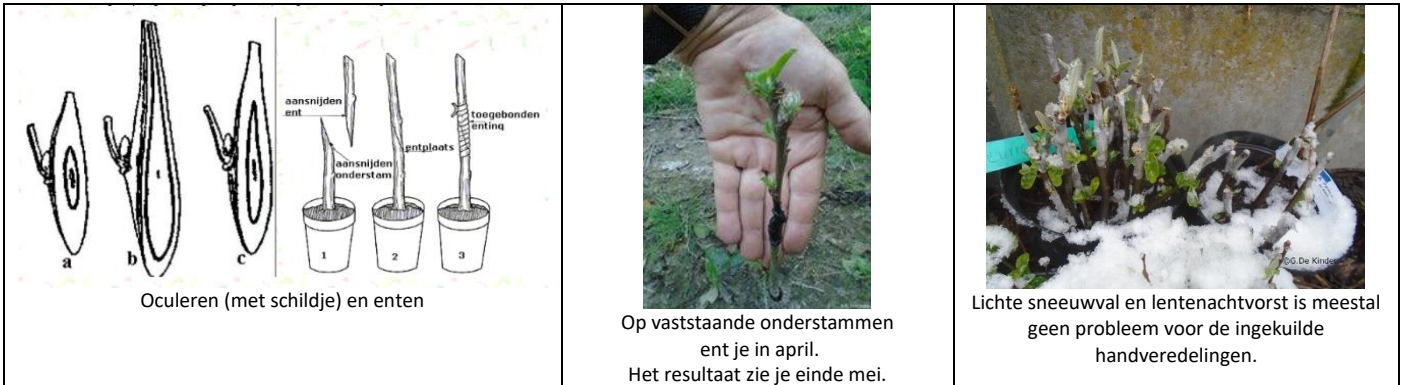 aansnijden
ent
aansnijden
onderstam.
entplaats
toegebonden
enting
a
b
c
1
2
3
Oculeren (met schildje) en enten
Op vaststaande onderstammen
ent je in april.
Het resultaat zie je einde mei.
©G.De Kinder
Lichte sneeuwval en lentenachtvorst is meestal
geen probleem voor de ingekuilde
handveredelingen.